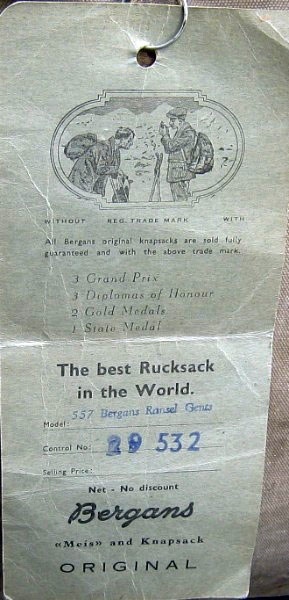 WITHOUT REG. TRADE MARK WITH
All Bergans original knapsacks are sold fully
guaranteed and with the above trade mark.
3 Grand Prix
3 Diplomas of Honour
2 Gold Medals
1 State Medal
The best Rucksack
in the World.
Model: 557 Bergans Ransel Gents
Control No: 29 532
Selling Price:
Net - No discount
Bergans
«Meis» and Knapsack
ORIGINAL